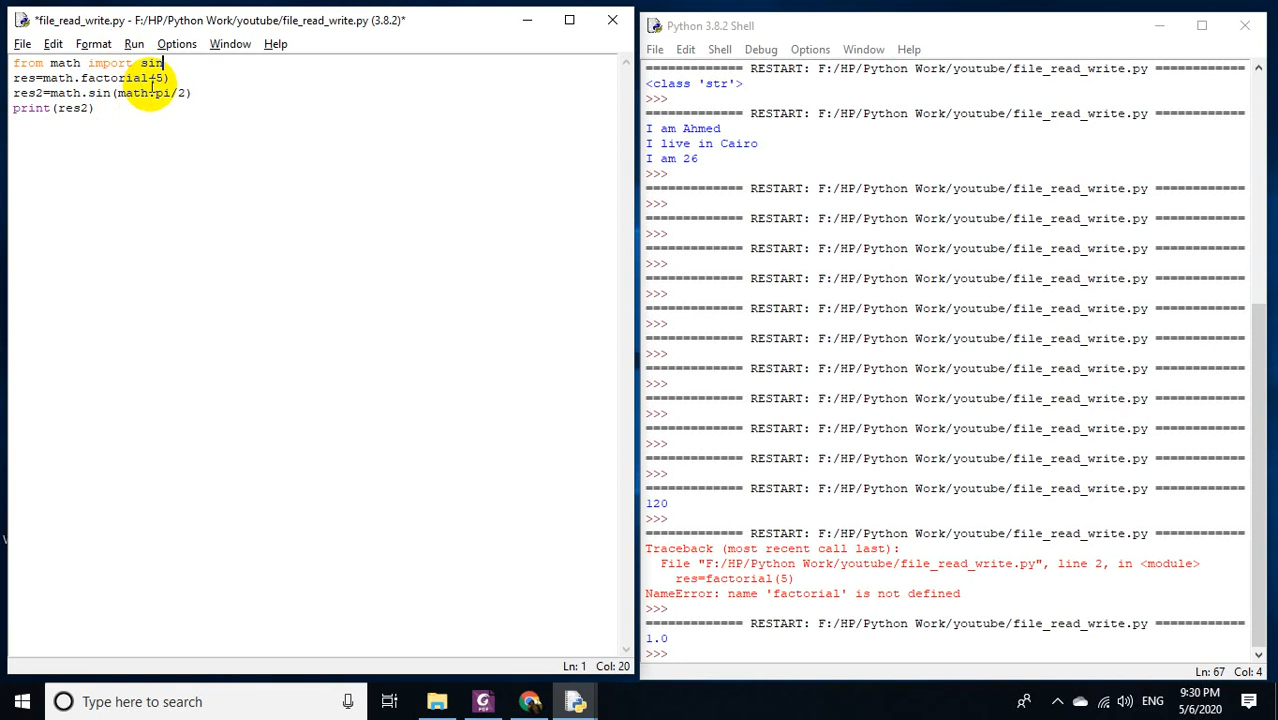 *file_read_write.py - F:/HP/Python Work/youtube/file_read_write.py (3.8.2)*
File Edit Format Run Options Window Help
from math import sin
res=math.factorial(5)
res2=math.sin(math.pi/2)
print(res2)
Ln: 1 Col: 20
Python 3.8.2 Shell
File Edit Shell Debug Options Window Help
============= RESTART: F:/HP/Python Work/youtube/file_read_write.py ============
<class 'str'>
>>>
============= RESTART: F:/HP/Python Work/youtube/file_read_write.py ============
I am Ahmed
I live in Cairo
I am 26
>>>
============= RESTART: F:/HP/Python Work/youtube/file_read_write.py ============
>>>
============= RESTART: F:/HP/Python Work/youtube/file_read_write.py ============
>>>
============= RESTART: F:/HP/Python Work/youtube/file_read_write.py ============
>>>
============= RESTART: F:/HP/Python Work/youtube/file_read_write.py ============
>>>
============= RESTART: F:/HP/Python Work/youtube/file_read_write.py ============
>>>
============= RESTART: F:/HP/Python Work/youtube/file_read_write.py ============
>>>
============= RESTART: F:/HP/Python Work/youtube/file_read_write.py ============
>>>
============= RESTART: F:/HP/Python Work/youtube/file_read_write.py ============
>>>
============= RESTART: F:/HP/Python Work/youtube/file_read_write.py ============
>>>
============= RESTART: F:/HP/Python Work/youtube/file_read_write.py ============
>>>
============= RESTART: F:/HP/Python Work/youtube/file_read_write.py ============
120
>>>
============= RESTART: F:/HP/Python Work/youtube/file_read_write.py ============
Traceback (most recent call last):
File "F:/HP/Python Work/youtube/file_read_write.py", line 2, in <module>
res=factorial(5)
NameError: name 'factorial' is not defined
>>>
============= RESTART: F:/HP/Python Work/youtube/file_read_write.py ============
1.0
>>>
Ln: 67 Col: 4
Type here to search
ENG
9:30 PM
5/6/2020